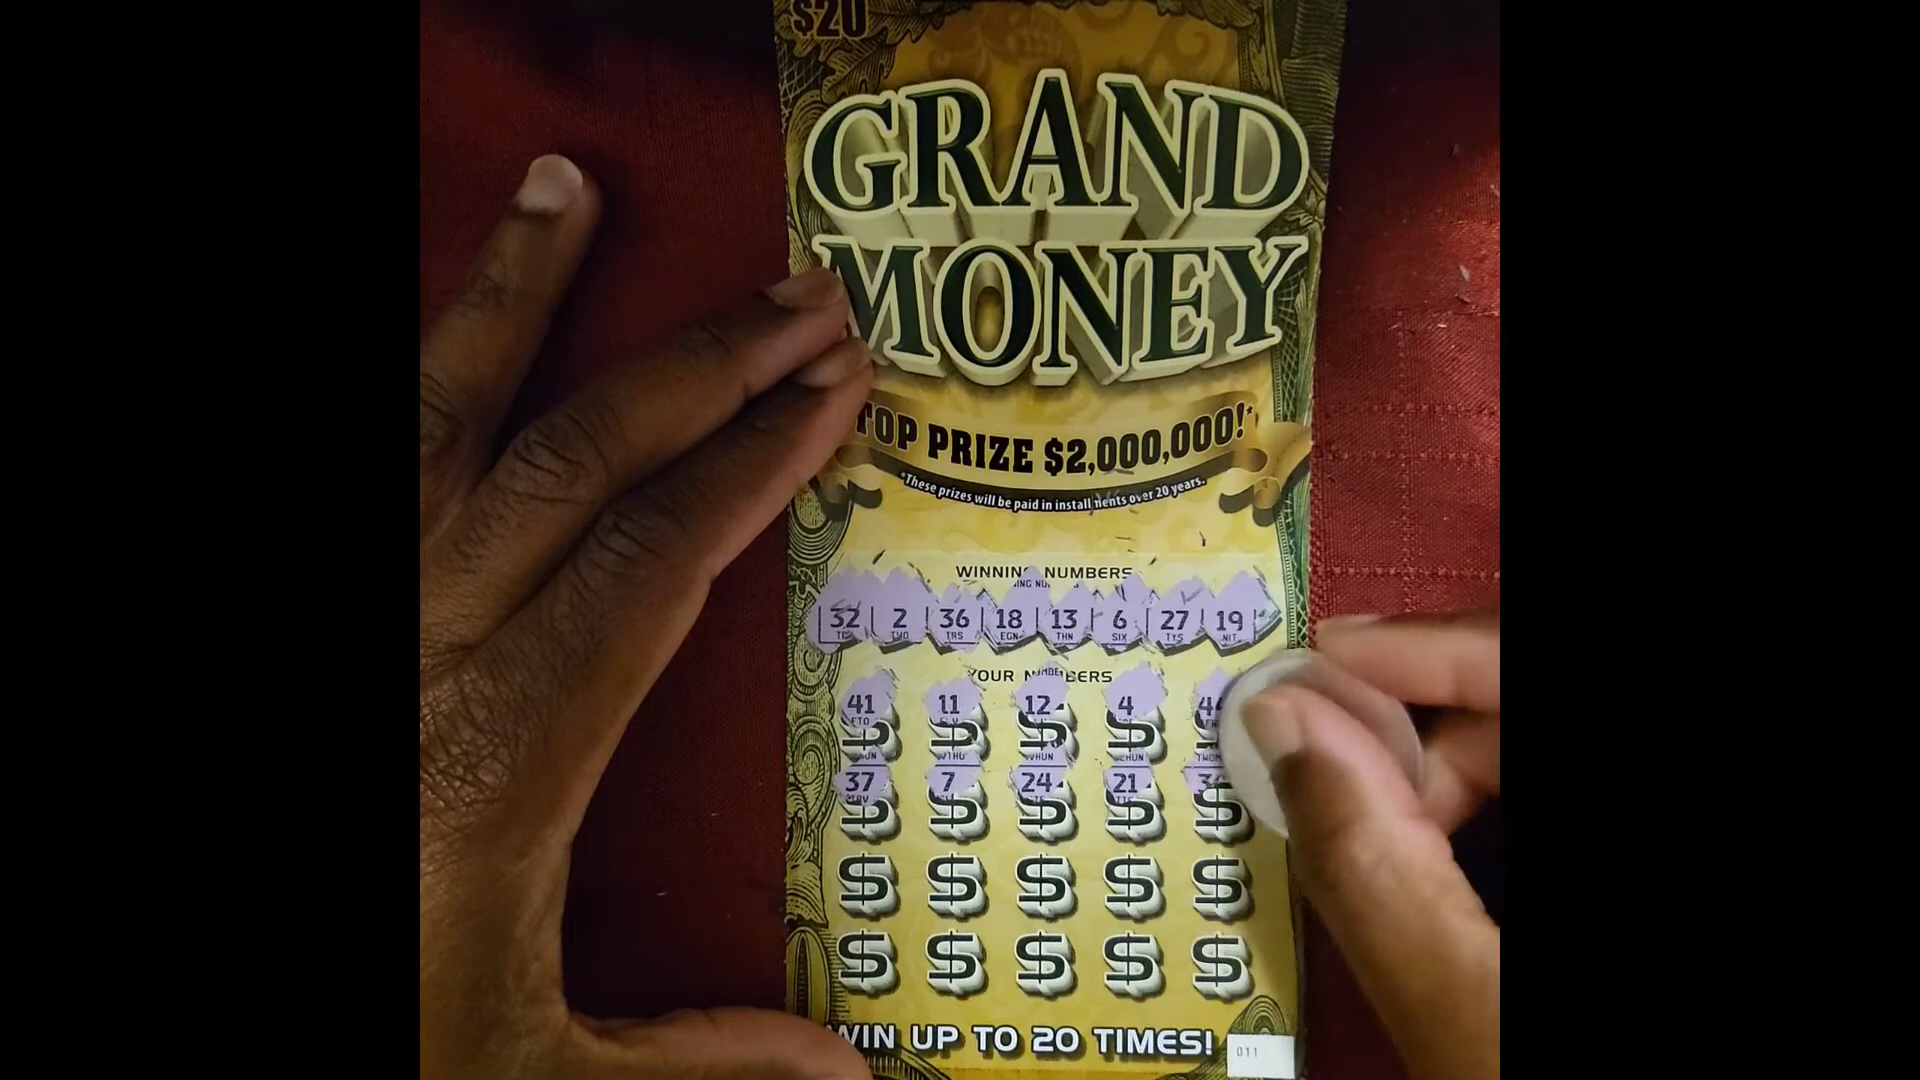 $20
GRAND
MONEY
TOP PRIZE $2,000,000!*
*These prizes will be paid in installments over 20 years.
WINNING NUMBERS
32 2 36 18 13 6 27 19
TWO TRS EGN THN SIX TYS NIT
YOUR NUMBERS
41 11 12 4
FTO
37 7 24 21
WIN UP TO 20 TIMES!
011